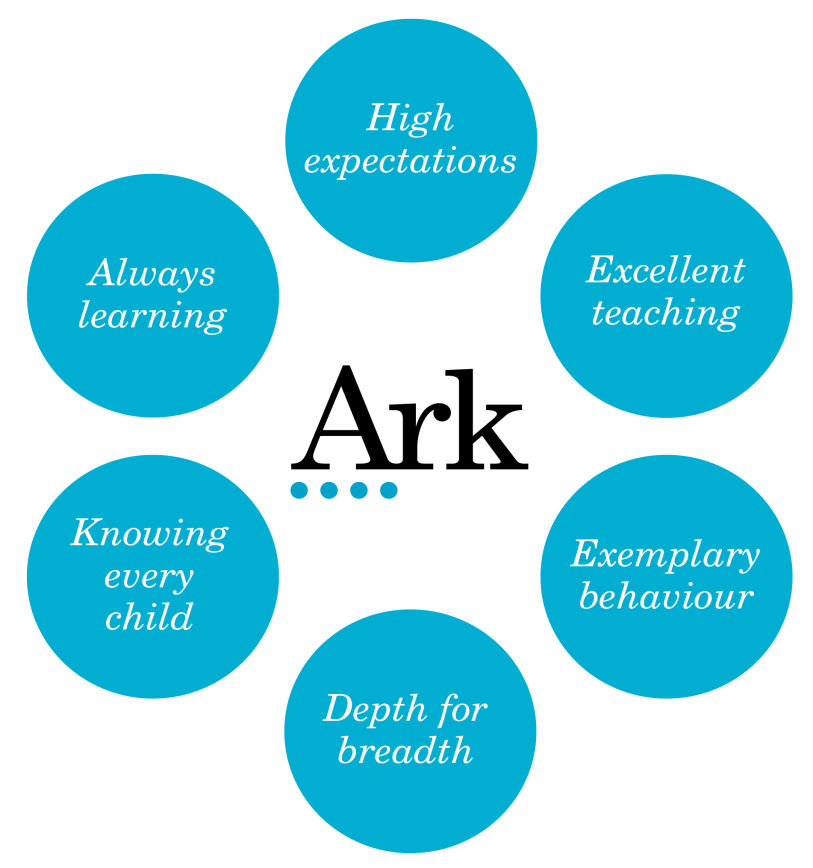 High
expectations
Excellent
teaching
Exemplary
behaviour
Depth for
breadth
Knowing
every
child
Always
learning
Ark